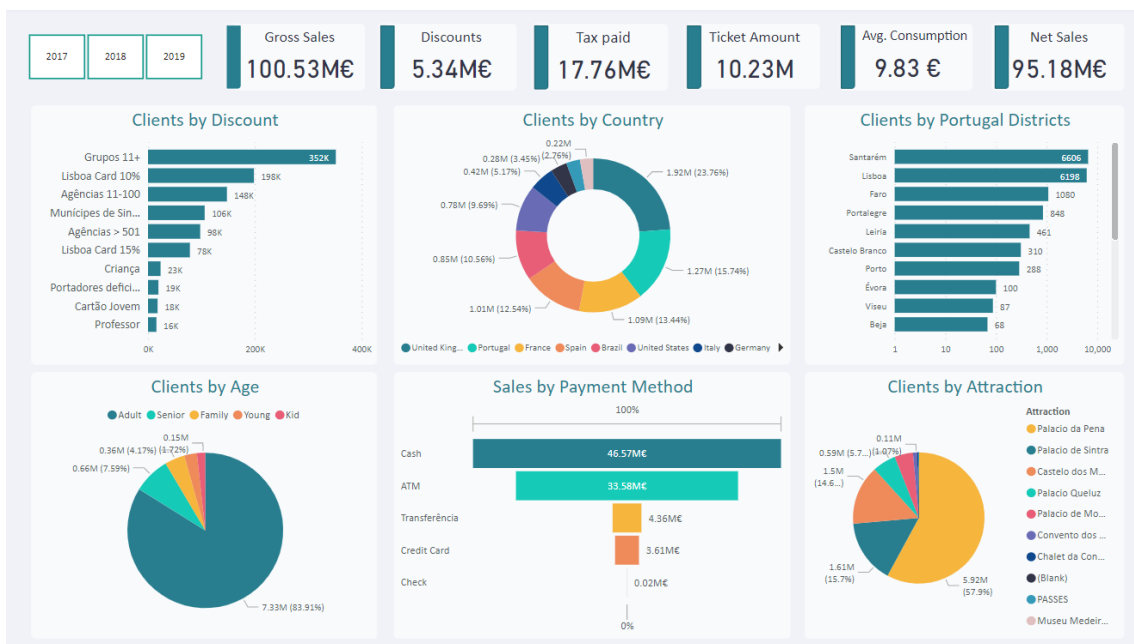 2017
2018
2019
Gross Sales
100.53M€
Discounts
5.34M€
Tax paid
17.76M€
Ticket Amount
10.23M
Avg. Consumption
9.83 €
Net Sales
95.18M€
Clients by Discount
Grupos 11+
352K
Lisboa Card 10%
198K
Agências 11-100
148K
Munícipes de Sin...
106K
Agências > 501
98K
Lisboa Card 15%
78K
Criança
23K
Portadores defici...
19K
Cartão Jovem
18K
Professor
16K
0K
200K
400K
Clients by Country
0.22M
(2.76%)
0.28M (3.45%)
0.42M (5.17%)
0.78M (9.69%)
0.85M (10.56%)
1.01M (12.54%)
1.92M (23.76%)
1.27M (15.74%)
1.09M (13.44%)
United King...
Portugal
France
Spain
Brazil
United States
Italy
Germany
Clients by Portugal Districts
Santarém
6606
Lisboa
6198
Faro
1080
Portalegre
848
Leiria
461
Castelo Branco
310
Porto
288
Évora
100
Viseu
87
Beja
68
1
10
100
1,000
10,000
Clients by Age
Adult
Senior
Family
Young
Kid
0.15M
(1.72%)
0.36M (4.17%)
0.66M (7.59%)
7.33M (83.91%)
Sales by Payment Method
100%
Cash
46.57M€
ATM
33.58M€
Transferência
4.36M€
Credit Card
3.61M€
Check
0.02M€
0%
Clients by Attraction
0.11M
(1.07%)
0.59M (5.7...)
1.5M
(14.6...)
1.61M
(15.7%)
5.92M
(57.9%)
Attraction
Palacio da Pena
Palacio de Sintra
Castelo dos M...
Palacio Queluz
Palacio de Mo...
Convento dos ...
Chalet da Con...
(Blank)
PASSES
Museu Medeir...